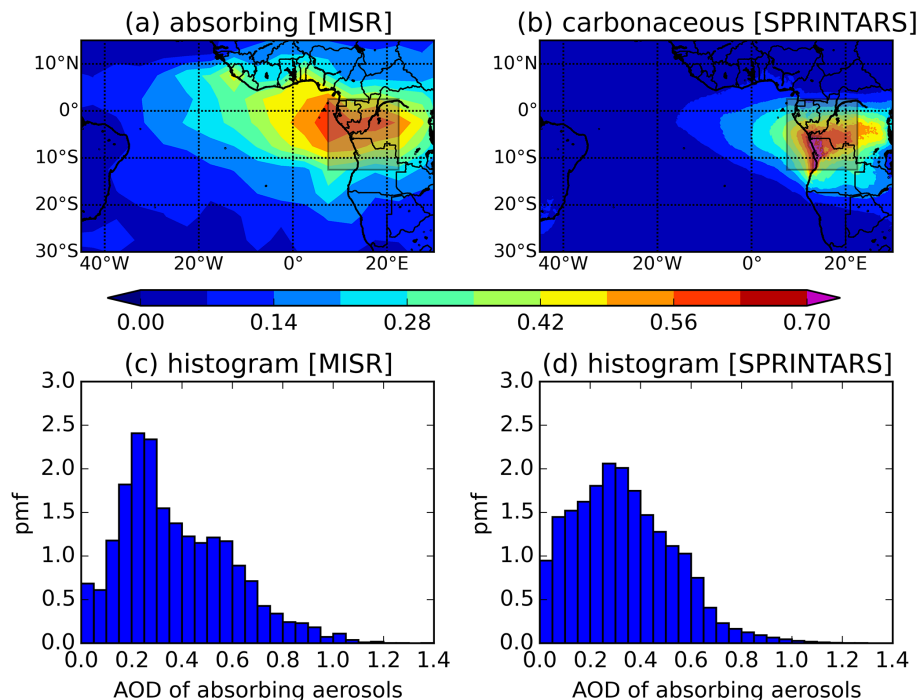 (a) absorbing [MISR]
(b) carbonaceous [SPRINTARS]
10°N
0°
10°S
20°S
30°S
40°W
20°W
0°
20°E
10°N
0°
10°S
20°S
30°S
40°W
20°W
0°
20°E
0.00
0.14
0.28
0.42
0.56
0.70
(c) histogram [MISR]
(d) histogram [SPRINTARS]
3.0
2.5
2.0
1.5
1.0
0.5
0.0
pmf
0.0
0.2
0.4
0.6
0.8
1.0
1.2
1.4
AOD of absorbing aerosols
3.0
2.5
2.0
1.5
1.0
0.5
0.0
pmf
0.0
0.2
0.4
0.6
0.8
1.0
1.2
1.4
AOD of absorbing aerosols